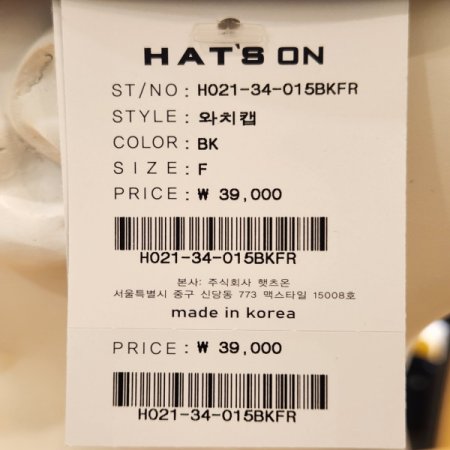 HAT'S ON
ST/NO : H021-34-015BKFR
STYLE : 와치캡
COLOR : BK
SIZE : F
PRICE : ₩ 39,000
H021-34-015BKFR
본사: 주식회사 햇츠온
서울특별시 중구 신당동 773 맥스타일 15008호
made in korea
PRICE : ₩ 39,000
H021-34-015BKFR